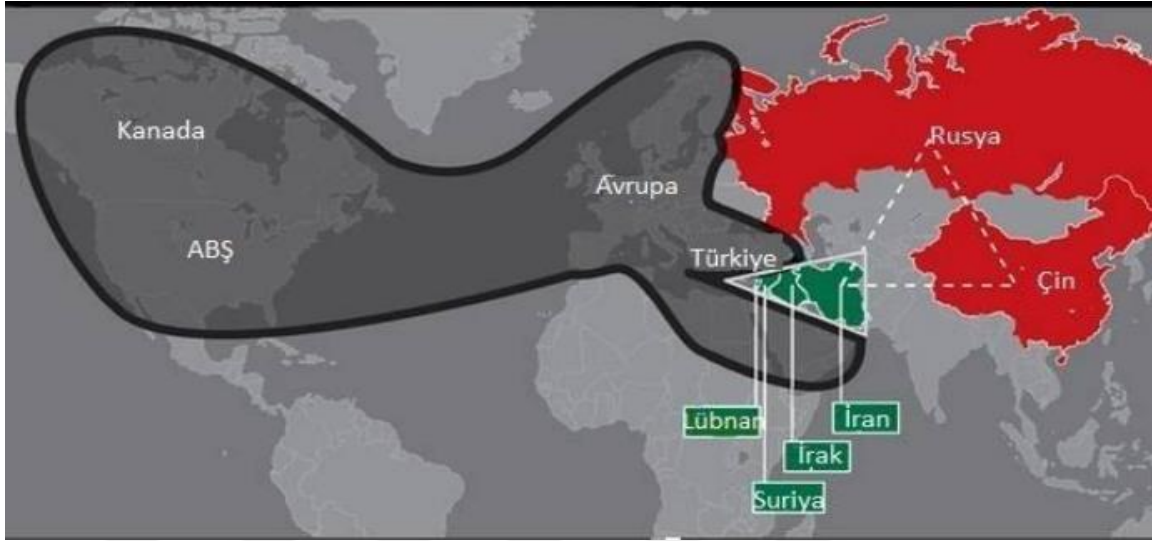 Kanada
Rusya
Avrupa
ABŞ
Türkiye
Çin
Lübnan
İran
İrak
Suriya